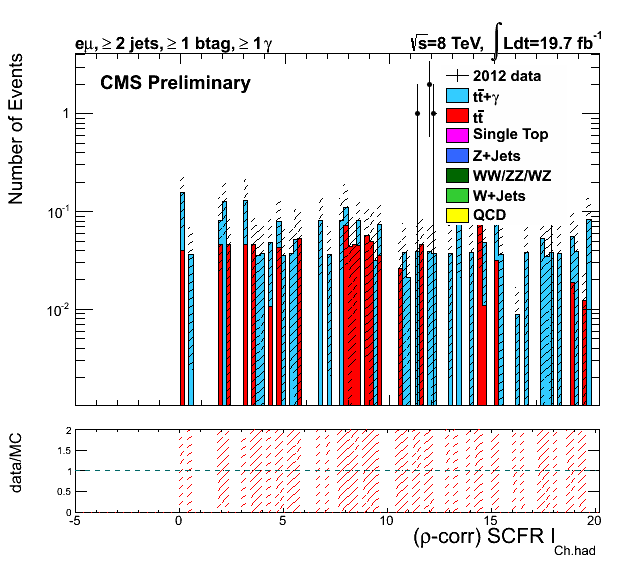 eμ, ≥ 2 jets, ≥ 1 btag, ≥ 1 γ
√s=8 TeV, ∫Ldt=19.7 fb⁻¹
CMS Preliminary
2012 data
tt̄+γ
tt̄
Single Top
Z+Jets
WW/ZZ/WZ
W+Jets
QCD
Number of Events
1
10⁻¹
10⁻²
data/MC
2
1.5
1
0.5
0
-5 0 5 10 15 20
(ρ-corr) SCFR I_Ch.had